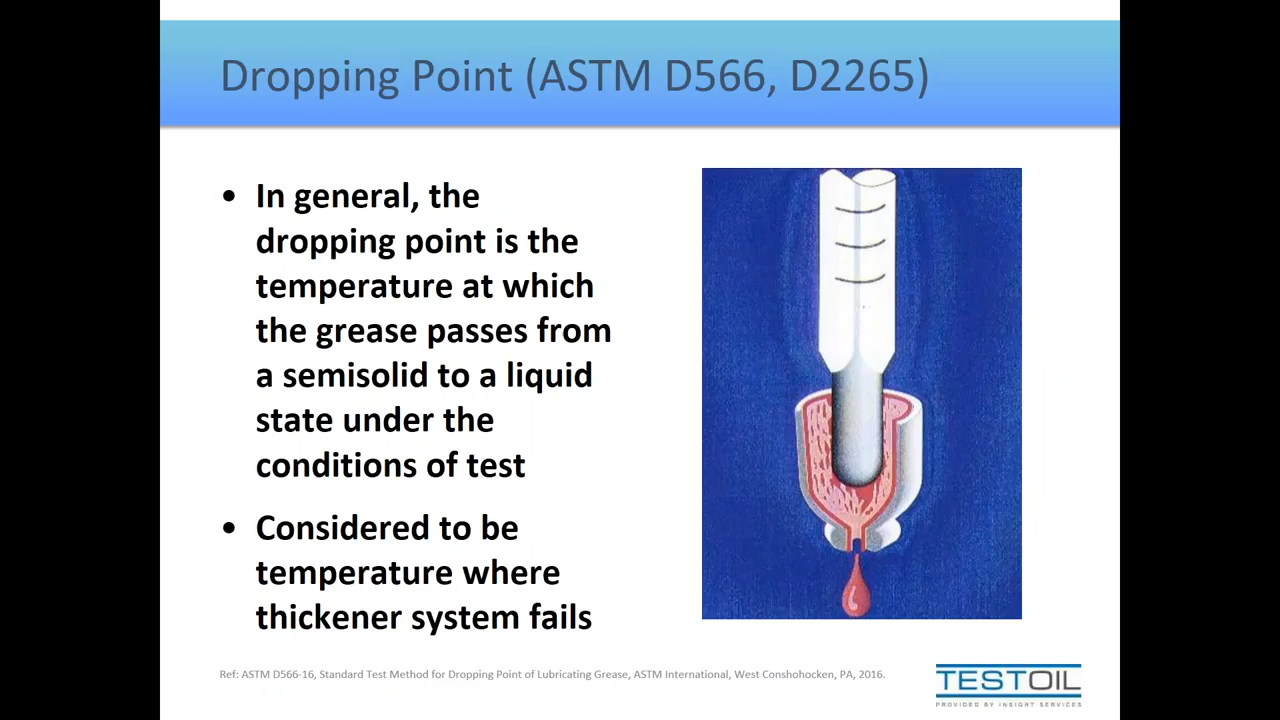 Dropping Point (ASTM D566, D2265)
• In general, the
dropping point is the
temperature at which
the grease passes from
a semisolid to a liquid
state under the
conditions of test
• Considered to be
temperature where
thickener system fails
Ref: ASTM D566-16, Standard Test Method for Dropping Point of Lubricating Grease, ASTM International, West Conshohocken, PA, 2016.
TESTOIL
PROVIDED BY INSIGHT SERVICES